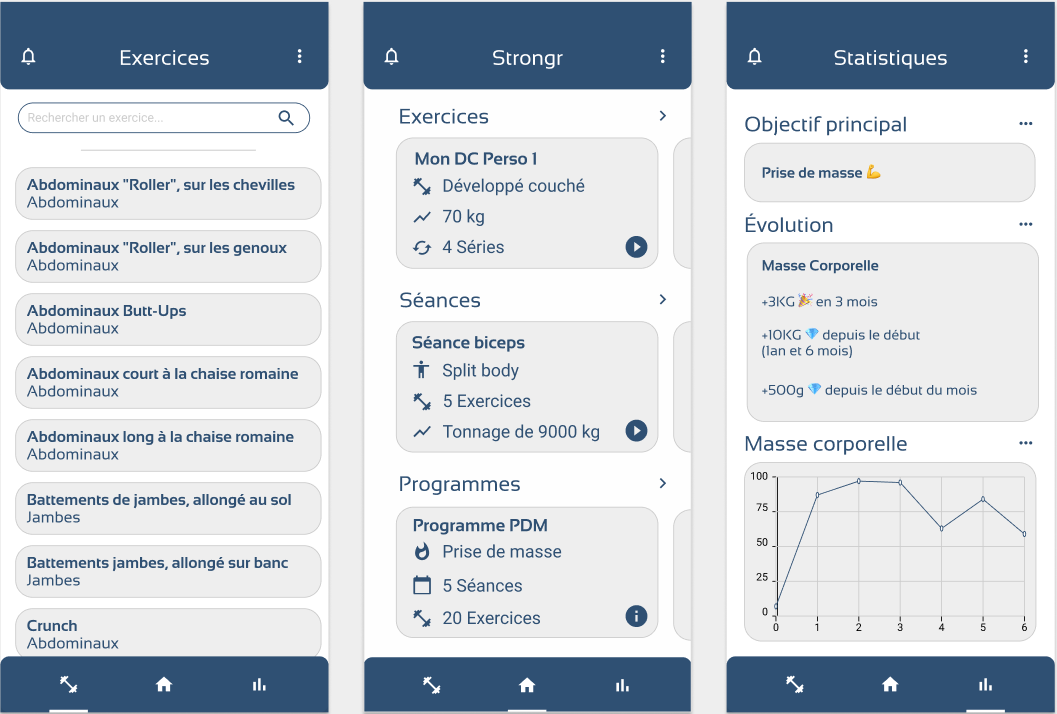 Exercices
Rechercher un exercice...
Abdominaux "Roller", sur les chevilles
Abdominaux
Abdominaux "Roller", sur les genoux
Abdominaux
Abdominaux Butt-Ups
Abdominaux
Abdominaux court à la chaise romaine
Abdominaux
Abdominaux long à la chaise romaine
Abdominaux
Battements de jambes, allongé au sol
Jambes
Battements jambes, allongé sur banc
Jambes
Crunch
Abdominaux
Strongr
Exercices
Mon DC Perso 1
Développé couché
70 kg
4 Séries
Séances
Séance biceps
Split body
5 Exercices
Tonnage de 9000 kg
Programmes
Programme PDM
Prise de masse
5 Séances
20 Exercices
Statistiques
Objectif principal
Prise de masse 💪
Évolution
Masse Corporelle
+3KG 🎉 en 3 mois
+10KG 💎 depuis le début
(1an et 6 mois)
+500g 💎 depuis le début du mois
Masse corporelle
100
75
50
25
0
0 1 2 3 4 5 6